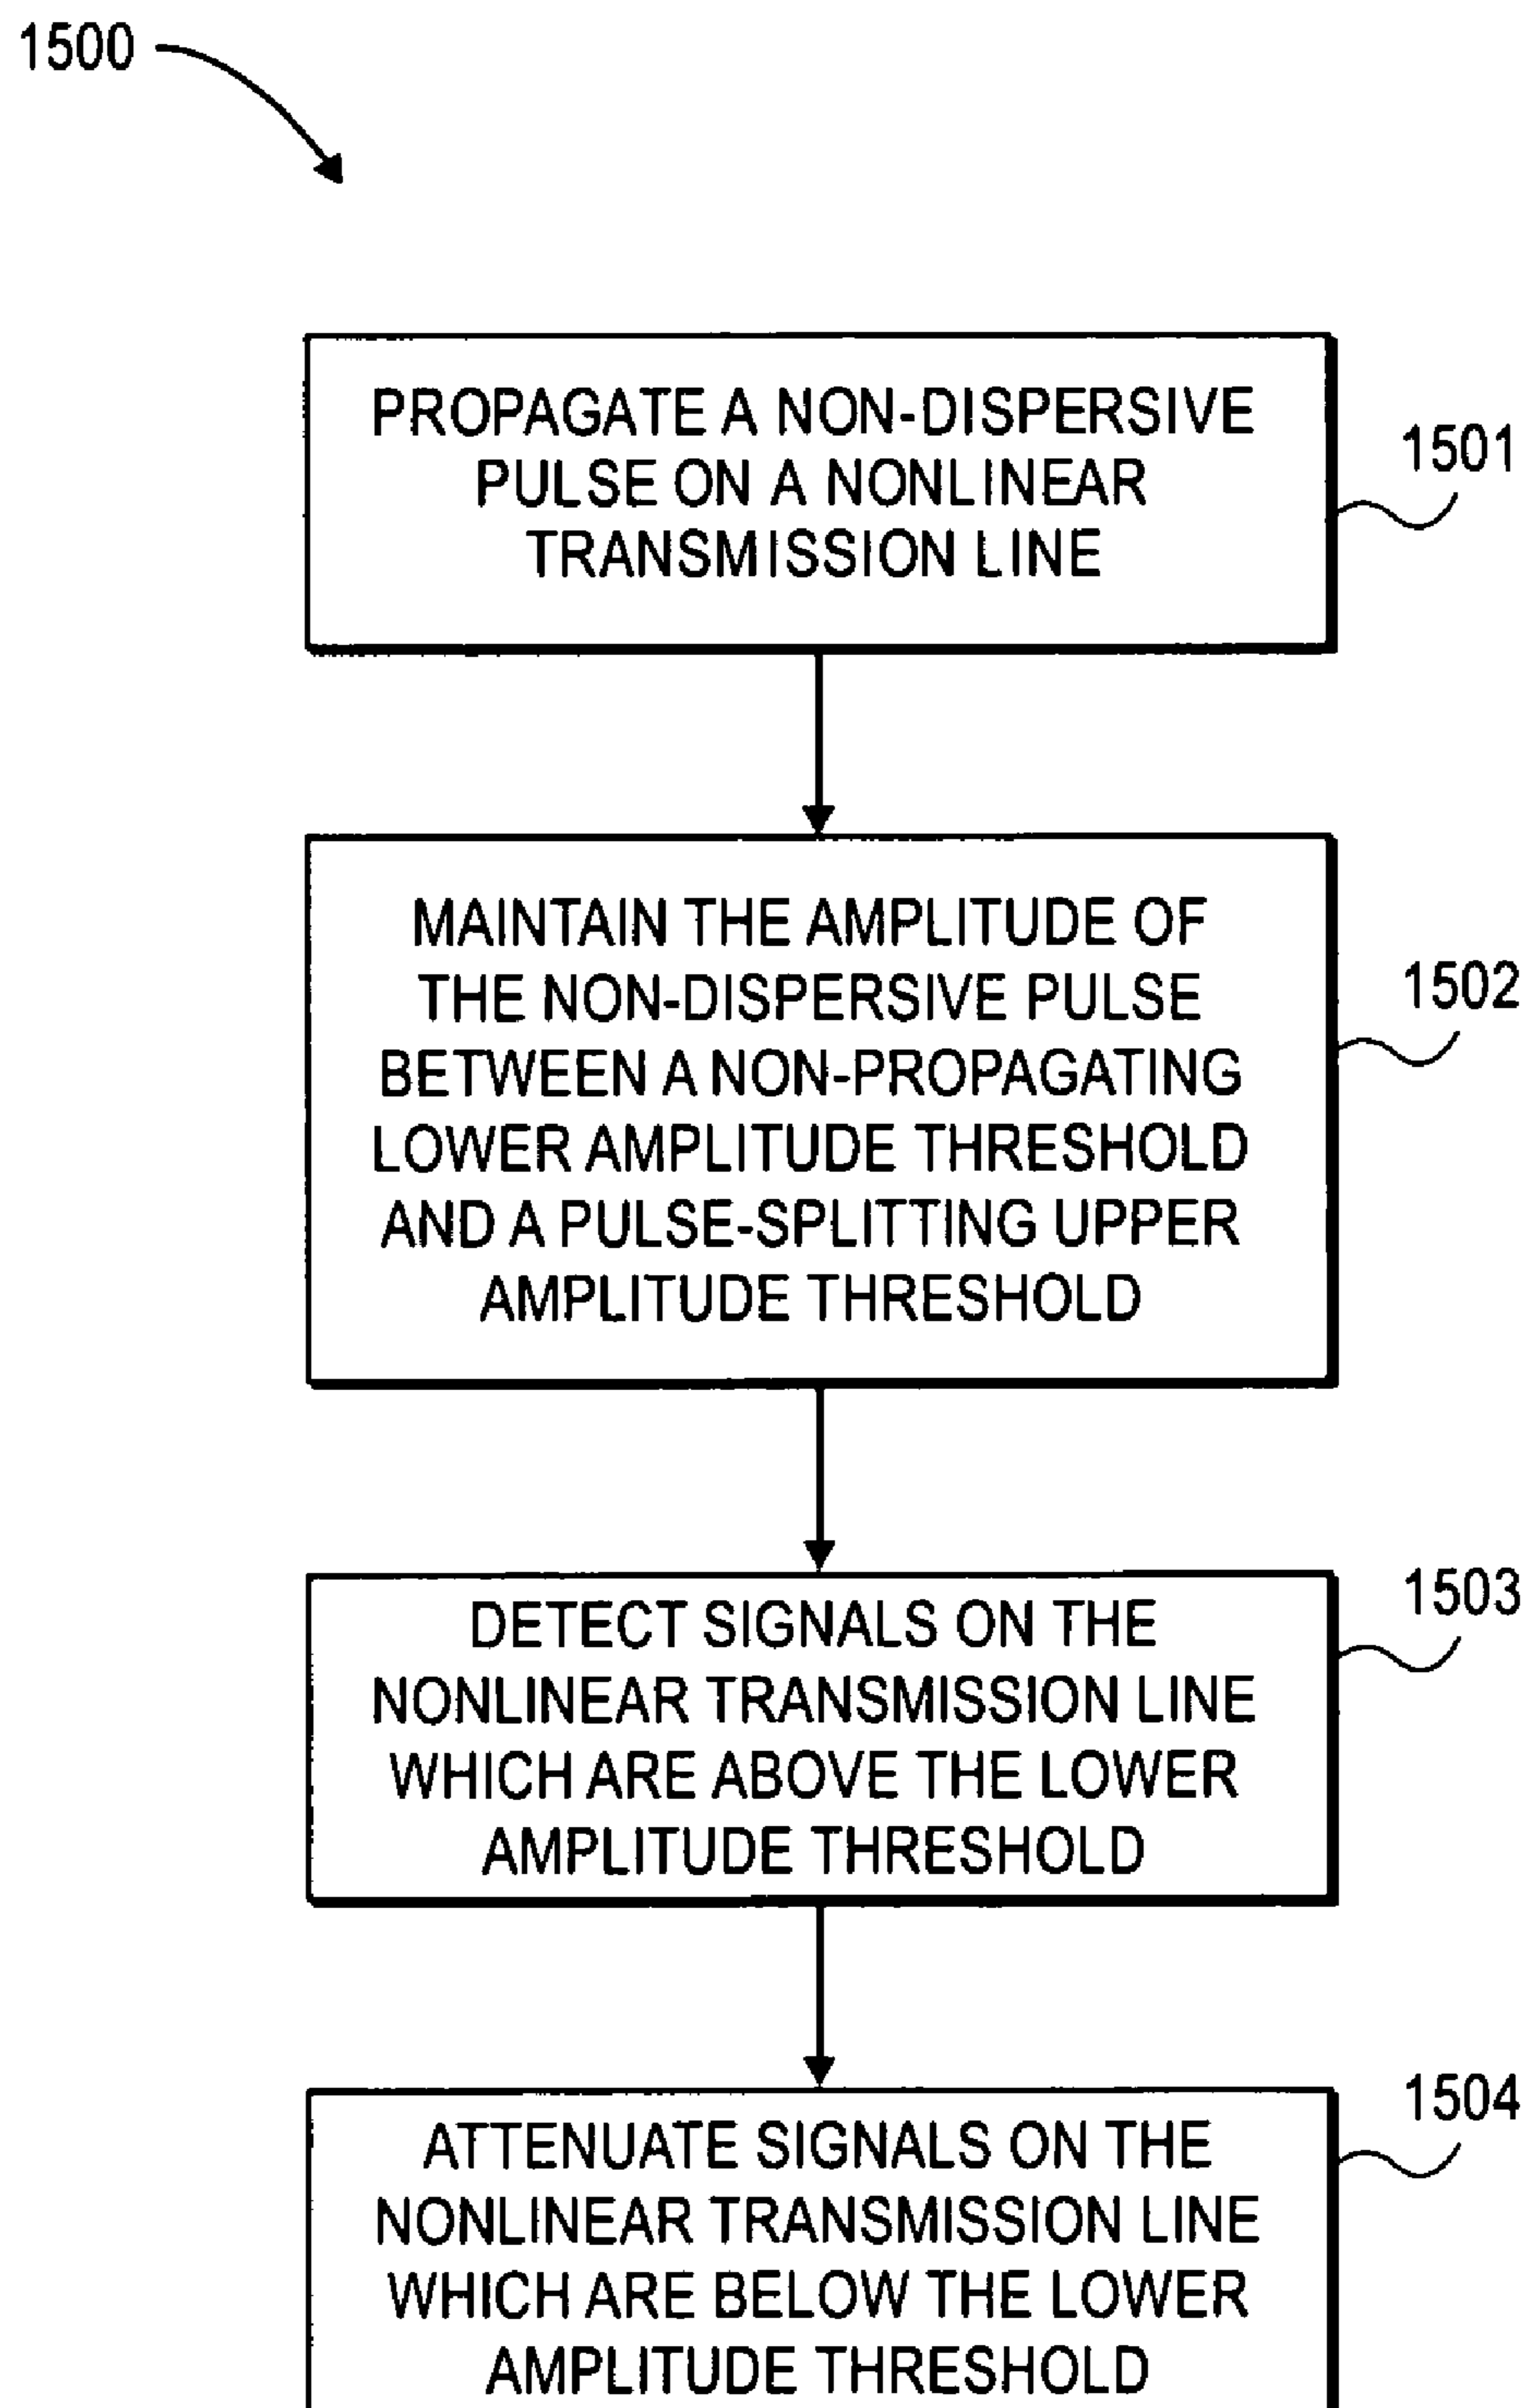 1500
PROPAGATE A NON-DISPERSIVE
PULSE ON A NONLINEAR
TRANSMISSION LINE
1501
MAINTAIN THE AMPLITUDE OF
THE NON-DISPERSIVE PULSE
BETWEEN A NON-PROPAGATING
LOWER AMPLITUDE THRESHOLD
AND A PULSE-SPLITTING UPPER
AMPLITUDE THRESHOLD
1502
DETECT SIGNALS ON THE
NONLINEAR TRANSMISSION LINE
WHICH ARE ABOVE THE LOWER
AMPLITUDE THRESHOLD
1503
ATTENUATE SIGNALS ON THE
NONLINEAR TRANSMISSION LINE
WHICH ARE BELOW THE LOWER
AMPLITUDE THRESHOLD
1504